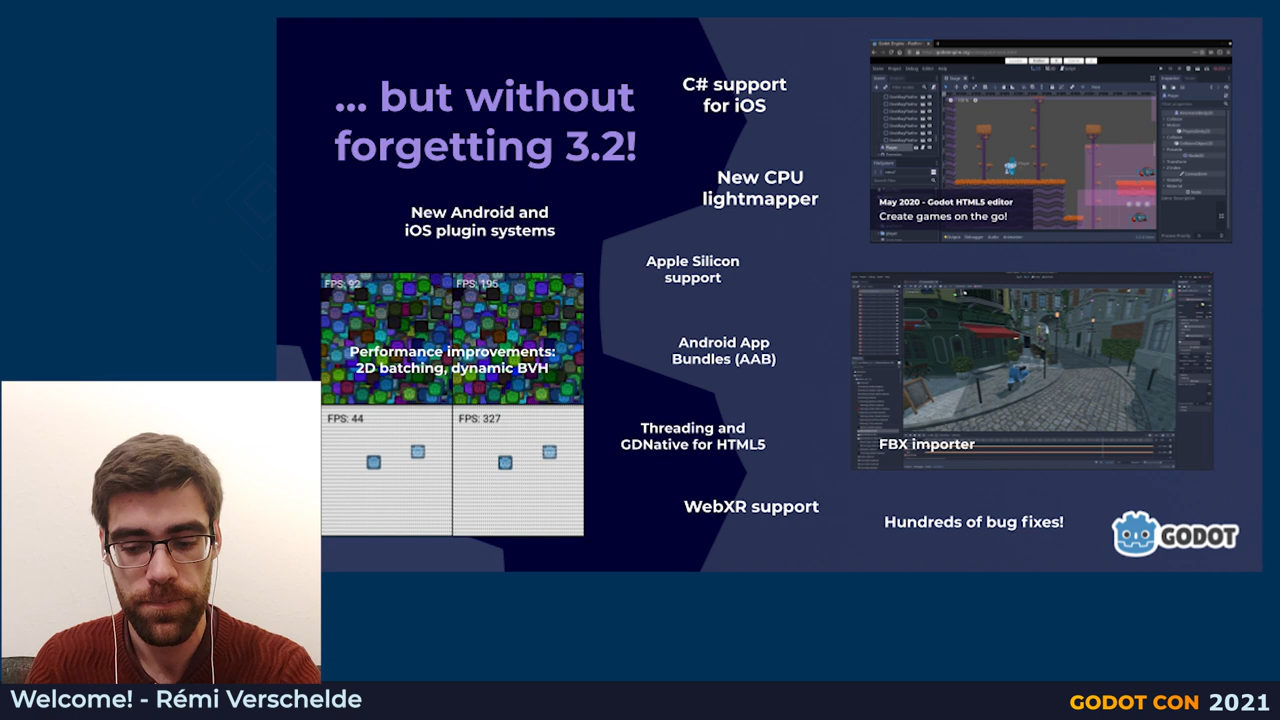 ... but without
forgetting 3.2!
New Android and
iOS plugin systems
FPS: 92
FPS: 195
Performance improvements:
2D batching, dynamic BVH
FPS: 44
FPS: 327
C# support
for iOS
New CPU
lightmapper
Apple Silicon
support
Android App
Bundles (AAB)
Threading and
GDNative for HTML5
WebXR support
May 2020 - Godot HTML5 editor
Create games on the go!
FBX importer
Hundreds of bug fixes!
GODOT
Welcome! - Rémi Verschelde
GODOT CON 2021